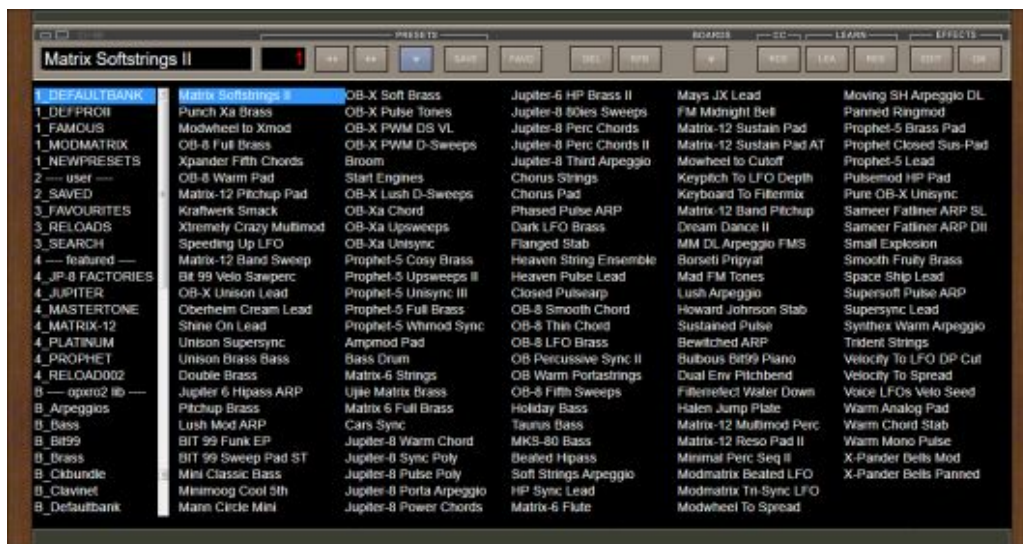 PRESETS
BOARDS
CC
LEARN
EFFECTS
Matrix Softstrings II
1
SAVE
FAVO
DEL
LEA
RES
EDIT
ON
1_DEFAULTBANK
1_DEFPROII
1_FAMOUS
1_MODMATRIX
1_NEWPRESETS
2 ---- user ----
2_SAVED
3_FAVOURITES
3_RELOADS
3_SEARCH
4 ---- featured ----
4_JP-8 FACTORIES
4_JUPITER
4_MASTERTONE
4_MATRIX-12
4_PLATINUM
4_PROPHET
4_RELOAD002
B ---- opxro2 lib ----
B_Arpeggios
B_Bass
B_Bit99
B_Brass
B_Ckbundle
B_Clavinet
B_Defaultbank
Matrix Softstrings II
Punch Xa Brass
Modwheel to Xmod
OB-8 Full Brass
Xpander Fifth Chords
OB-8 Warm Pad
Matrix-12 Pitchup Pad
Kraftwerk Smack
Xtremely Crazy Multimod
Speeding Up LFO
Matrix-12 Band Sweep
Bit 99 Velo Sawperc
OB-X Unison Lead
Oberheim Cream Lead
Shine On Lead
Unison Supersync
Unison Brass Bass
Double Brass
Jupiter 6 Hipass ARP
Pitchup Brass
Lush Mod ARP
BIT 99 Funk EP
BIT 99 Sweep Pad ST
Mini Classic Bass
Minimoog Cool 5th
Mann Circle Mini
OB-X Soft Brass
OB-X Pulse Tones
OB-X PWM DS VL
OB-X PWM D-Sweeps
Broom
Start Engines
OB-X Lush D-Sweeps
OB-Xa Chord
OB-Xa Upsweeps
OB-Xa Unisync
Prophet-5 Cosy Brass
Prophet-5 Upsweeps II
Prophet-5 Unisync III
Prophet-5 Full Brass
Prophet-5 Whmod Sync
Ampmod Pad
Bass Drum
Matrix-6 Strings
Ujiie Matrix Brass
Matrix 6 Full Brass
Cars Sync
Jupiter-8 Warm Chord
Jupiter-8 Sync Poly
Jupiter-8 Pulse Poly
Jupiter-8 Porta Arpeggio
Jupiter-8 Power Chords
Jupiter-6 HP Brass II
Jupiter-8 80ies Sweeps
Jupiter-8 Perc Chords
Jupiter-8 Perc Chords II
Jupiter-8 Third Arpeggio
Chorus Strings
Chorus Pad
Phased Pulse ARP
Dark LFO Brass
Flanged Stab
Heaven String Ensemble
Heaven Pulse Lead
Closed Pulsearp
OB-8 Smooth Chord
OB-8 Thin Chord
OB-8 LFO Brass
OB Percussive Sync II
OB Warm Portastrings
OB-8 Fifth Sweeps
Holiday Bass
Taurus Bass
MKS-80 Bass
Beated Hipass
Soft Strings Arpeggio
HP Sync Lead
Matrix-6 Flute
Mays JX Lead
FM Midnight Bell
Matrix-12 Sustain Pad
Matrix-12 Sustain Pad AT
Mowheel to Cutoff
Keypitch To LFO Depth
Keyboard To Filtermix
Matrix-12 Band Pitchup
Dream Dance II
MM DL Arpeggio FMS
Borseti Pripyat
Mad FM Tones
Lush Arpeggio
Howard Johnson Stab
Sustained Pulse
Bewitched ARP
Bulbous Bit99 Piano
Dual Env Pitchbend
Filterrefect Water Down
Halen Jump Plate
Matrix-12 Multimod Perc
Matrix-12 Reso Pad II
Minimal Perc Seq II
Modmatrix Beated LFO
Modmatrix Tri-Sync LFO
Modwheel To Spread
Moving SH Arpeggio DL
Panned Ringmod
Prophet-5 Brass Pad
Prophet Closed Sus-Pad
Prophet-5 Lead
Pulsemod HP Pad
Pure OB-X Unisync
Sameer Fatliner ARP SL
Sameer Fatliner ARP DII
Small Explosion
Smooth Fruity Brass
Space Ship Lead
Supersoft Pulse ARP
Supersync Lead
Synthex Warm Arpeggio
Trident Strings
Velocity To LFO DP Cut
Velocity To Spread
Voice LFOs Velo Seed
Warm Analog Pad
Warm Chord Stab
Warm Mono Pulse
X-Pander Bells Mod
X-Pander Bells Panned